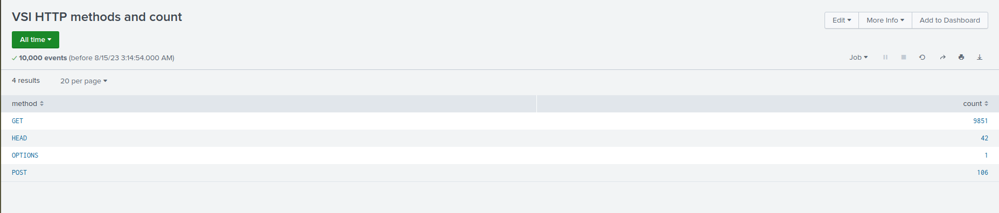 VSI HTTP methods and count
Edit More Info Add to Dashboard
All time
10,000 events (before 8/15/23 3:14:54.000 AM)
Job
4 results 20 per page
method count
GET 9851
HEAD 42
OPTIONS 1
POST 106